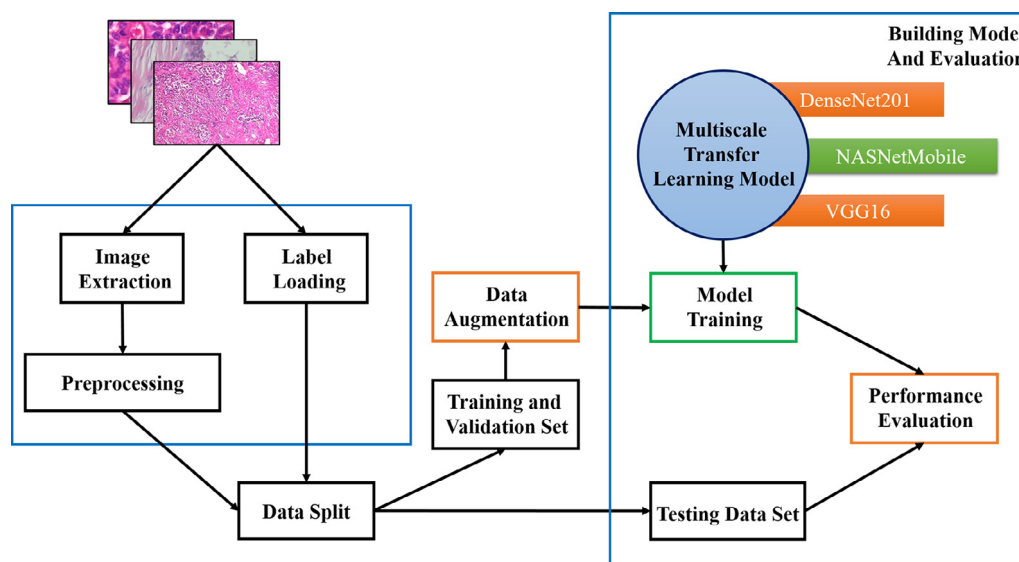 Building Mode
And Evaluation
DenseNet201
Multiscale
Transfer
Learning Model
NASNetMobile
VGG16
Image
Extraction
Label
Loading
Data
Augmentation
Model
Training
Preprocessing
Training and
Validation Set
Performance
Evaluation
Data Split
Testing Data Set